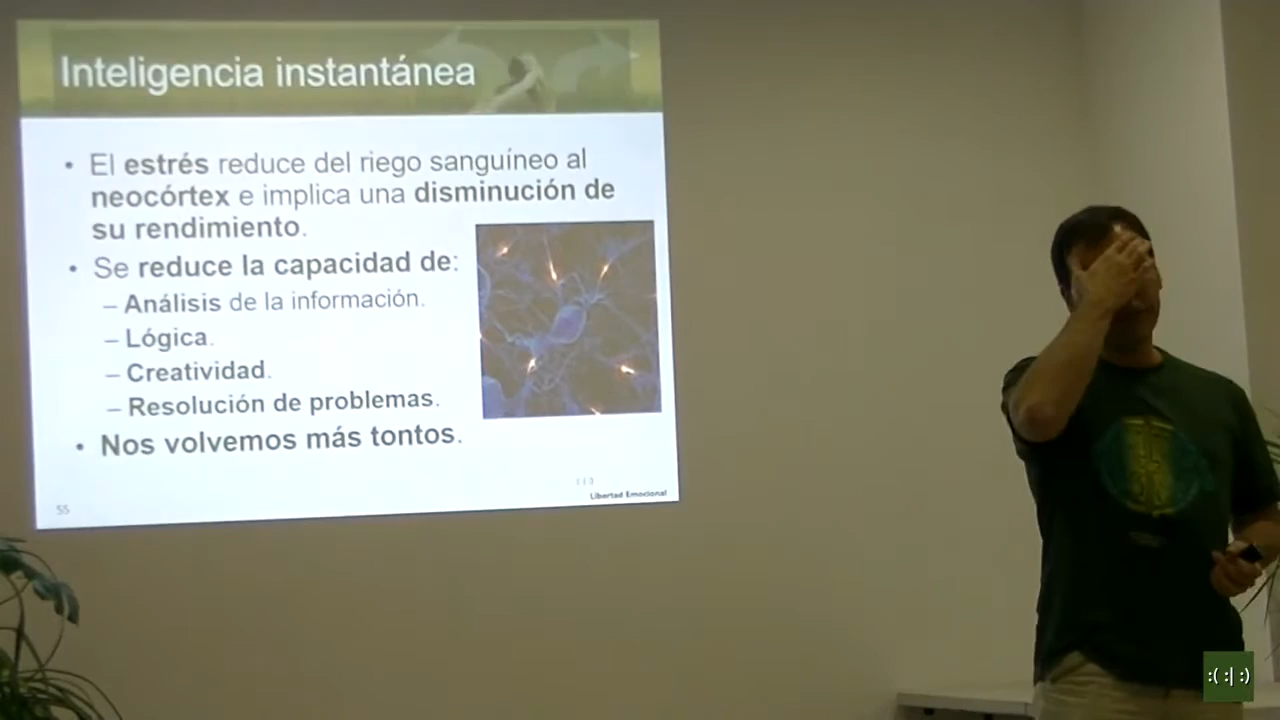 Inteligencia instantánea
• El estrés reduce del riego sanguíneo al
neocórtex e implica una disminución de
su rendimiento.
• Se reduce la capacidad de:
– Análisis de la información.
– Lógica.
– Creatividad.
– Resolución de problemas.
• Nos volvemos más tontos.
55
:( :| :)
Libertad Emocional
:( :| :)